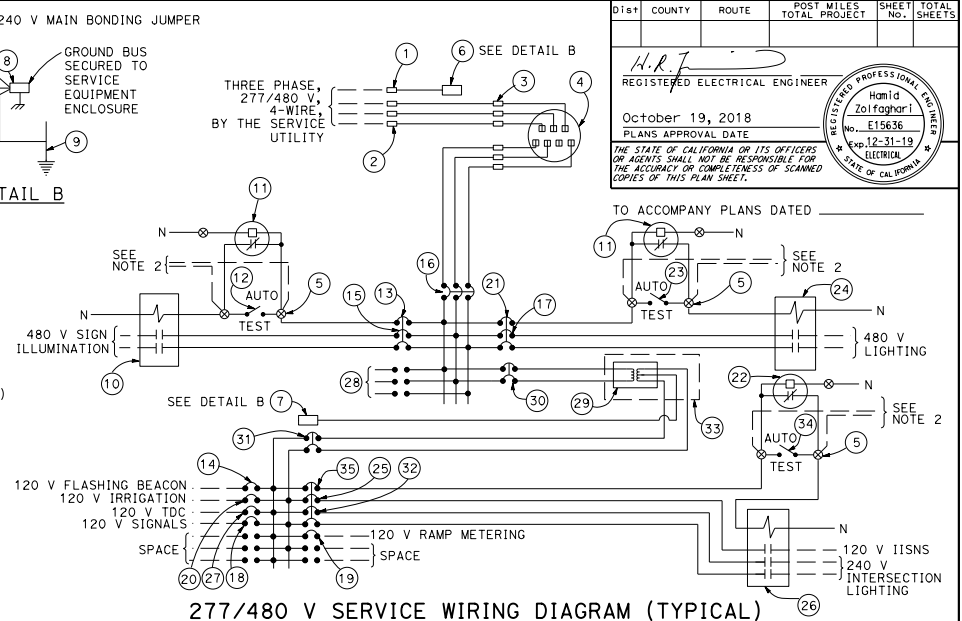 240 V MAIN BONDING JUMPER
8
GROUND BUS
SECURED TO
SERVICE
EQUIPMENT
ENCLOSURE
9
TAIL B
Dist COUNTY ROUTE POST MILES TOTAL PROJECT SHEET No. TOTAL SHEETS
REGISTERED ELECTRICAL ENGINEER
October 19, 2018
PLANS APPROVAL DATE
THE STATE OF CALIFORNIA OR ITS OFFICERS
OR AGENTS SHALL NOT BE RESPONSIBLE FOR
THE ACCURACY OR COMPLETENESS OF SCANNED
COPIES OF THIS PLAN SHEET.
REGISTERED PROFESSIONAL ENGINEER
Hamid
Zolfaghari
No. E15636
Exp. 12-31-19
ELECTRICAL
STATE OF CALIFORNIA
TO ACCOMPANY PLANS DATED
1
6 SEE DETAIL B
3
4
THREE PHASE,
277/480 V,
4-WIRE,
BY THE SERVICE
UTILITY
2
11
N N
SEE
NOTE 2
12
AUTO
TEST
5
16
13
15
21
17
N
480 V SIGN
ILLUMINATION
10
11
N
SEE
NOTE 2
23
AUTO
TEST
5
24
N
480 V
LIGHTING
28
30
29
33
SEE DETAIL B 7
31
22
N
SEE
NOTE 2
34
AUTO
TEST
5
14
35
25
32
120 V FLASHING BEACON
120 V IRRIGATION
120 V TDC
120 V SIGNALS
SPACE
20
27
18
19
120 V RAMP METERING
SPACE
N
120 V IISNS
240 V
INTERSECTION
LIGHTING
26
277/480 V SERVICE WIRING DIAGRAM (TYPICAL)